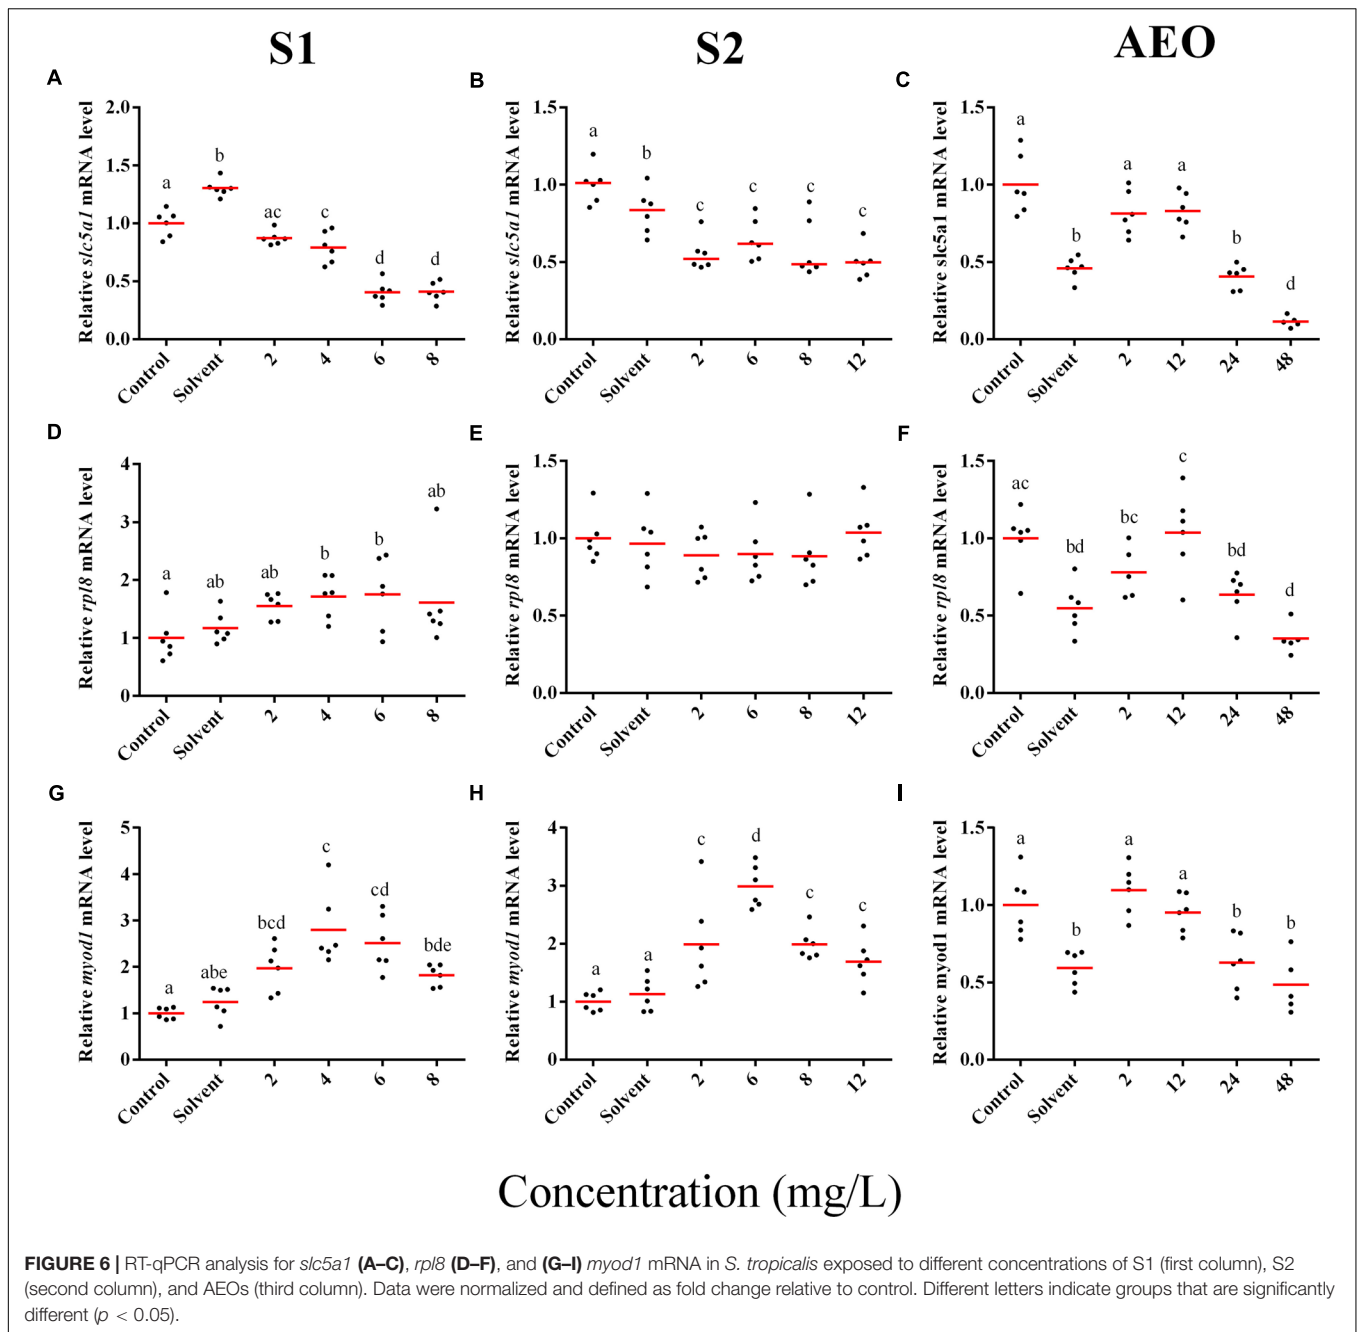 S1 S2 AEO
A B C
Relative slc5a1 mRNA level
2.0
1.5
1.0
0.5
0.0
a b ac c d d
Control Solvent 2 4 6 8
Relative slc5a1 mRNA level
1.5
1.0
0.5
0.0
a b c c c c
Control Solvent 2 6 8 12
Relative slc5a1 mRNA level
1.5
1.0
0.5
0.0
a b a a b d
Control Solvent 2 12 24 48
D E F
Relative rpl8 mRNA level
4
3
2
1
0
a ab ab b b ab
Control Solvent 2 4 6 8
Relative rpl8 mRNA level
1.5
1.0
0.5
0.0
Control Solvent 2 6 8 12
Relative rpl8 mRNA level
1.5
1.0
0.5
0.0
ac bd bc c bd d
Control Solvent 2 12 24 48
G H I
Relative myod1 mRNA level
5
4
3
2
1
0
a abe bcd c cd bde
Control Solvent 2 4 6 8
Relative myod1 mRNA level
4
3
2
1
0
a a c d c c
Control Solvent 2 6 8 12
Relative myod1 mRNA level
1.5
1.0
0.5
0.0
a b a a b b
Control Solvent 2 12 24 48
Concentration (mg/L)
FIGURE 6 | RT-qPCR analysis for slc5a1 (A–C), rpl8 (D–F), and (G–I) myod1 mRNA in S. tropicalis exposed to different concentrations of S1 (first column), S2
(second column), and AEOs (third column). Data were normalized and defined as fold change relative to control. Different letters indicate groups that are significantly
different (p < 0.05).